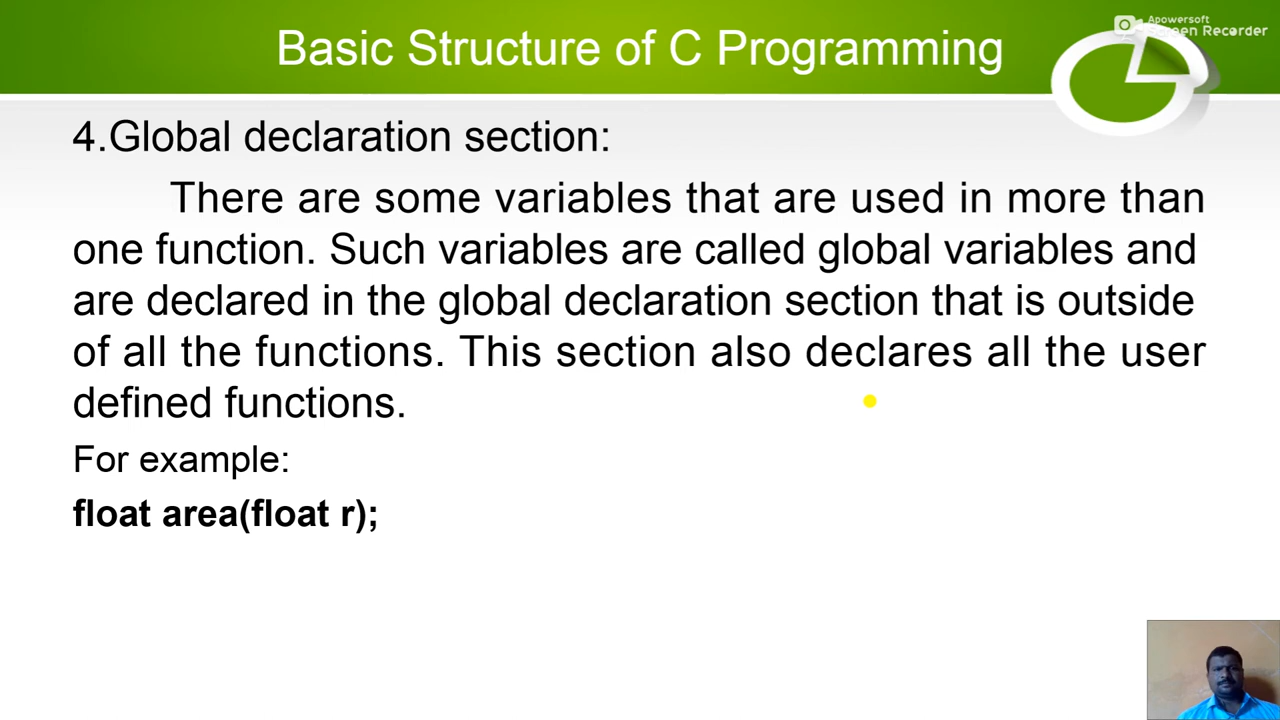 Basic Structure of C Programming
Apowersoft
Screen Recorder
4.Global declaration section:
There are some variables that are used in more than
one function. Such variables are called global variables and
are declared in the global declaration section that is outside
of all the functions. This section also declares all the user
defined functions.
For example:
float area(float r);